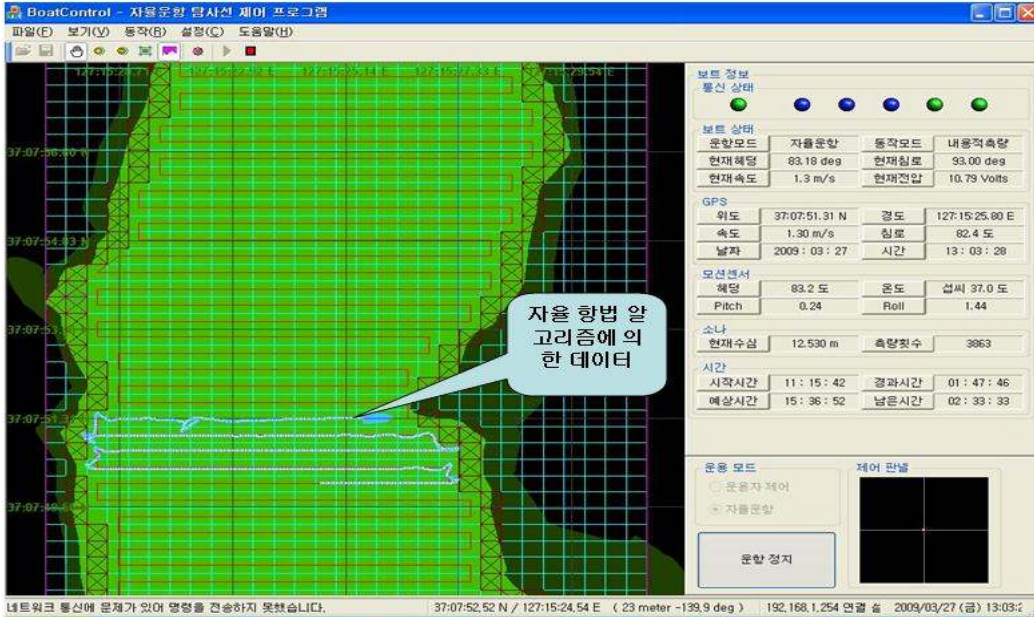 BoatControl - 자율운항 탐사선 제어 프로그램
파일(F) 보기(V) 동작(R) 설정(C) 도움말(H)
127:15:25.14 E
37:07:56.60 N
37:07:54.03 N
자율 항법 알
고리즘에 의
한 데이터
보트 정보
통신 상태
보트 상태
운항모드 자율운항 동작모드 내용적측량
현재헤딩 83.18 deg 현재침로 93.00 deg
현재속도 1.3 m/s 현재전압 10.79 Volts
GPS
위도 37:07:51.31 N 경도 127:15:25.80 E
속도 1.30 m/s 침로 82.4 도
날짜 2009 : 03 : 27 시간 13 : 03 : 28
모션센서
헤딩 83.2 도 온도 섭씨 37.0 도
Pitch 0.24 Roll 1.44
소나
현재수심 12.530 m 측량횟수 3863
시간
시작시간 11 : 15 : 42 경과시간 01 : 47 : 46
예상시간 15 : 36 : 52 남은시간 02 : 33 : 33
운용 모드
운용자 제어
자율운항
운항 정지
제어 판넬
네트워크 통신에 문제가 있어 명령를 전송하지 못했습니다. 37:07:52,52 N / 127:15:24,54 E ( 23 meter -139,9 deg ) 192,168,1,254 연결 2009/03/27 (금) 13:03: